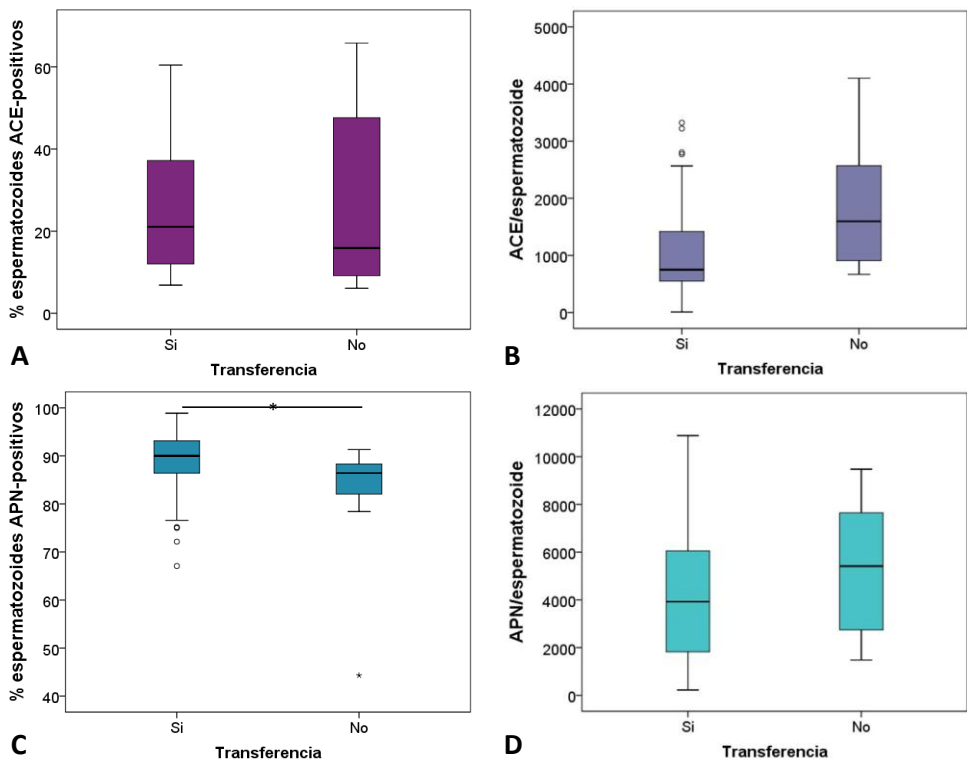 % espermatozoides ACE-positivos
60
40
20
0
Si
No
Transferencia
A
ACE/espermatozoide
5000
4000
3000
2000
1000
0
Si
No
Transferencia
B
% espermatozoides APN-positivos
100
90
80
70
60
50
40
*
*
Si
No
Transferencia
C
APN/espermatozoide
12000
10000
8000
6000
4000
2000
0
Si
No
Transferencia
D